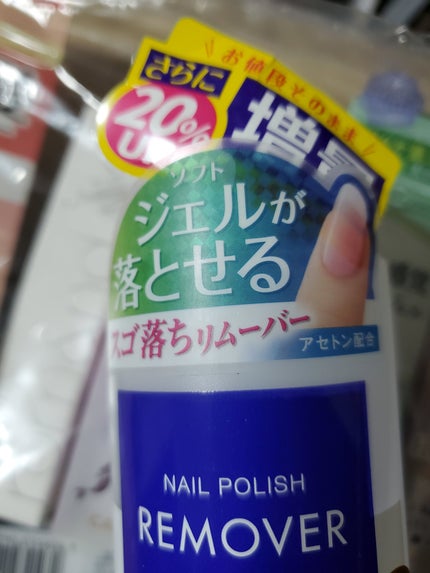 お値段そのまま
さらに
20%
増量
ソフト
ジェルが
落とせる
スゴ落ちリムーバー
アセトン配合
NAIL POLISH
REMOVER